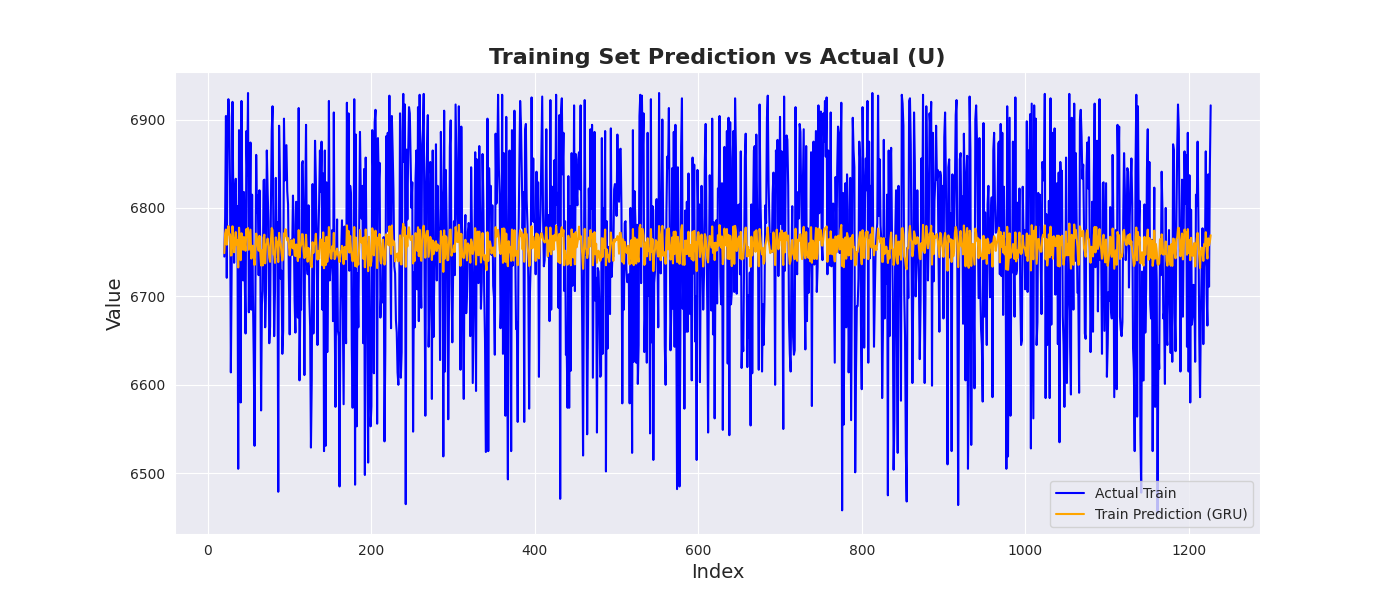 Training Set Prediction vs Actual (U)
Value
6900
6800
6700
6600
6500
0 200 400 600 800 1000 1200
Index
Actual Train
Train Prediction (GRU)